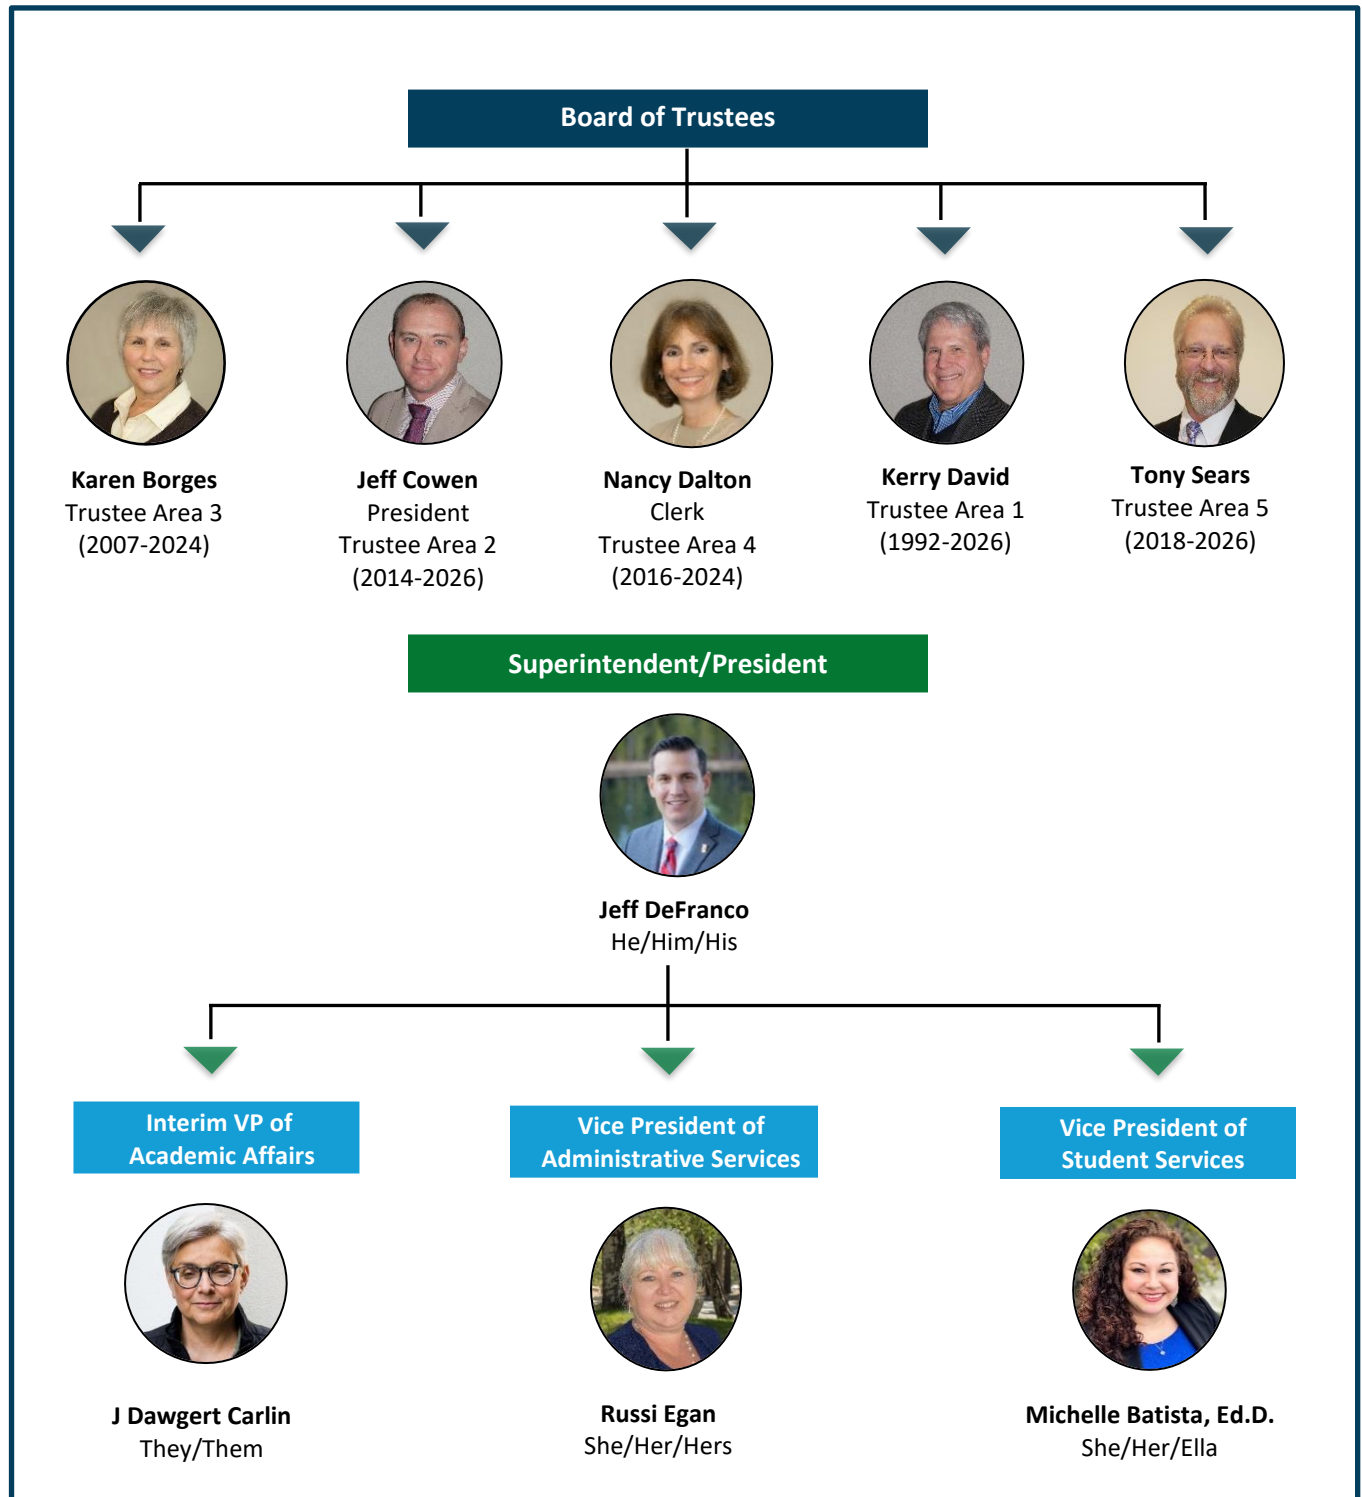 Board of Trustees
Karen Borges
Trustee Area 3
(2007-2024)
Jeff Cowen
President
Trustee Area 2
(2014-2026)
Nancy Dalton
Clerk
Trustee Area 4
(2016-2024)
Kerry David
Trustee Area 1
(1992-2026)
Tony Sears
Trustee Area 5
(2018-2026)
Superintendent/President
Jeff DeFranco
He/Him/His
Interim VP of
Academic Affairs
J Dawgert Carlin
They/Them
Vice President of
Administrative Services
Russi Egan
She/Her/Hers
Vice President of
Student Services
Michelle Batista, Ed.D.
She/Her/Ella